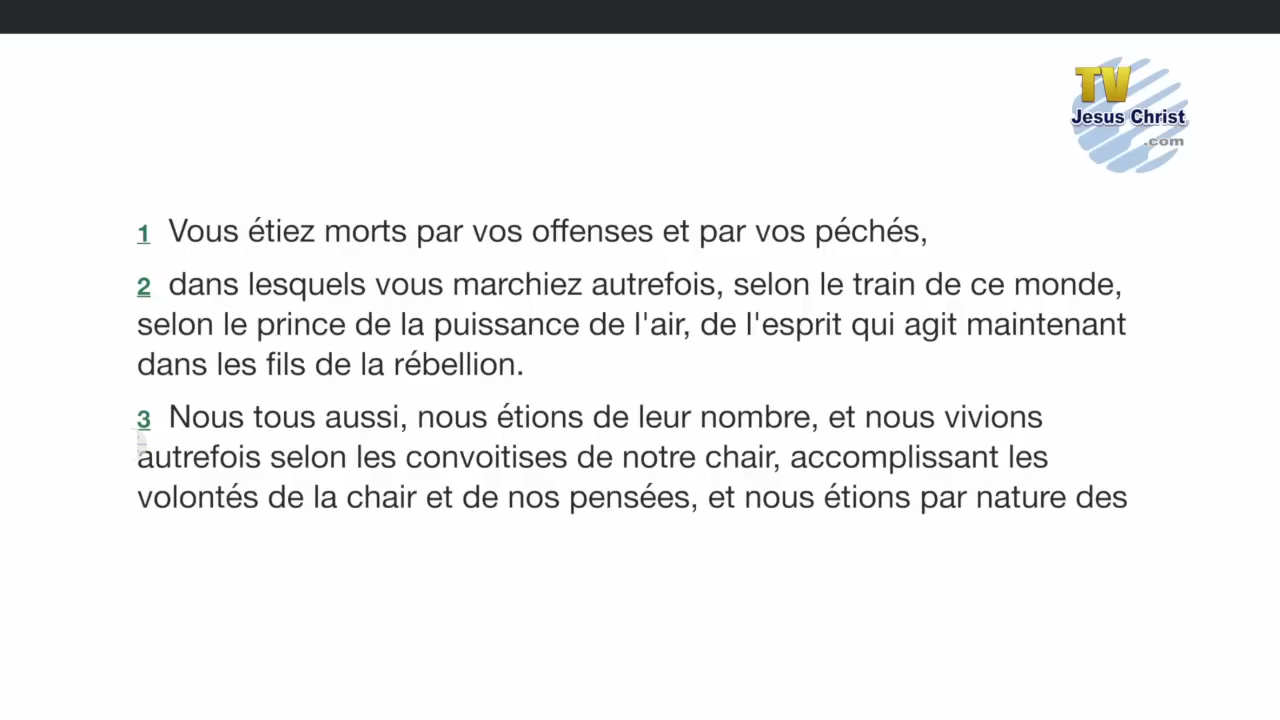 TV
Jesus Christ
.com
1 Vous étiez morts par vos offenses et par vos péchés,
2 dans lesquels vous marchiez autrefois, selon le train de ce monde,
selon le prince de la puissance de l'air, de l'esprit qui agit maintenant
dans les fils de la rébellion.
3 Nous tous aussi, nous étions de leur nombre, et nous vivions
autrefois selon les convoitises de notre chair, accomplissant les
volontés de la chair et de nos pensées, et nous étions par nature des